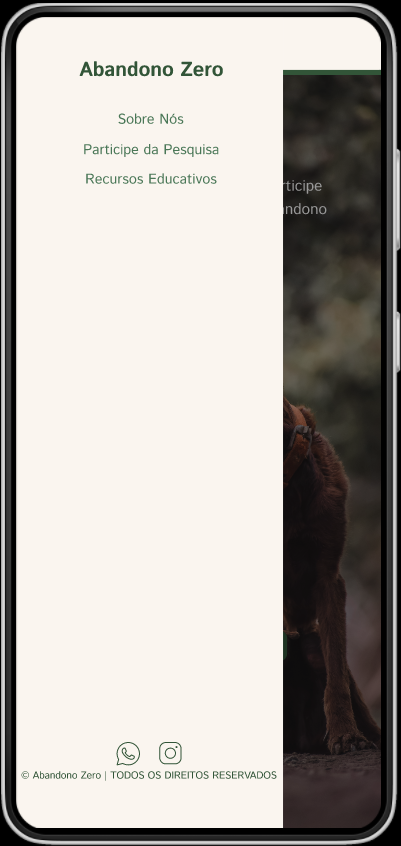 Abandono Zero
Sobre Nós
Participe da Pesquisa
Recursos Educativos
rticipe
andono
© Abandono Zero | TODOS OS DIREITOS RESERVADOS